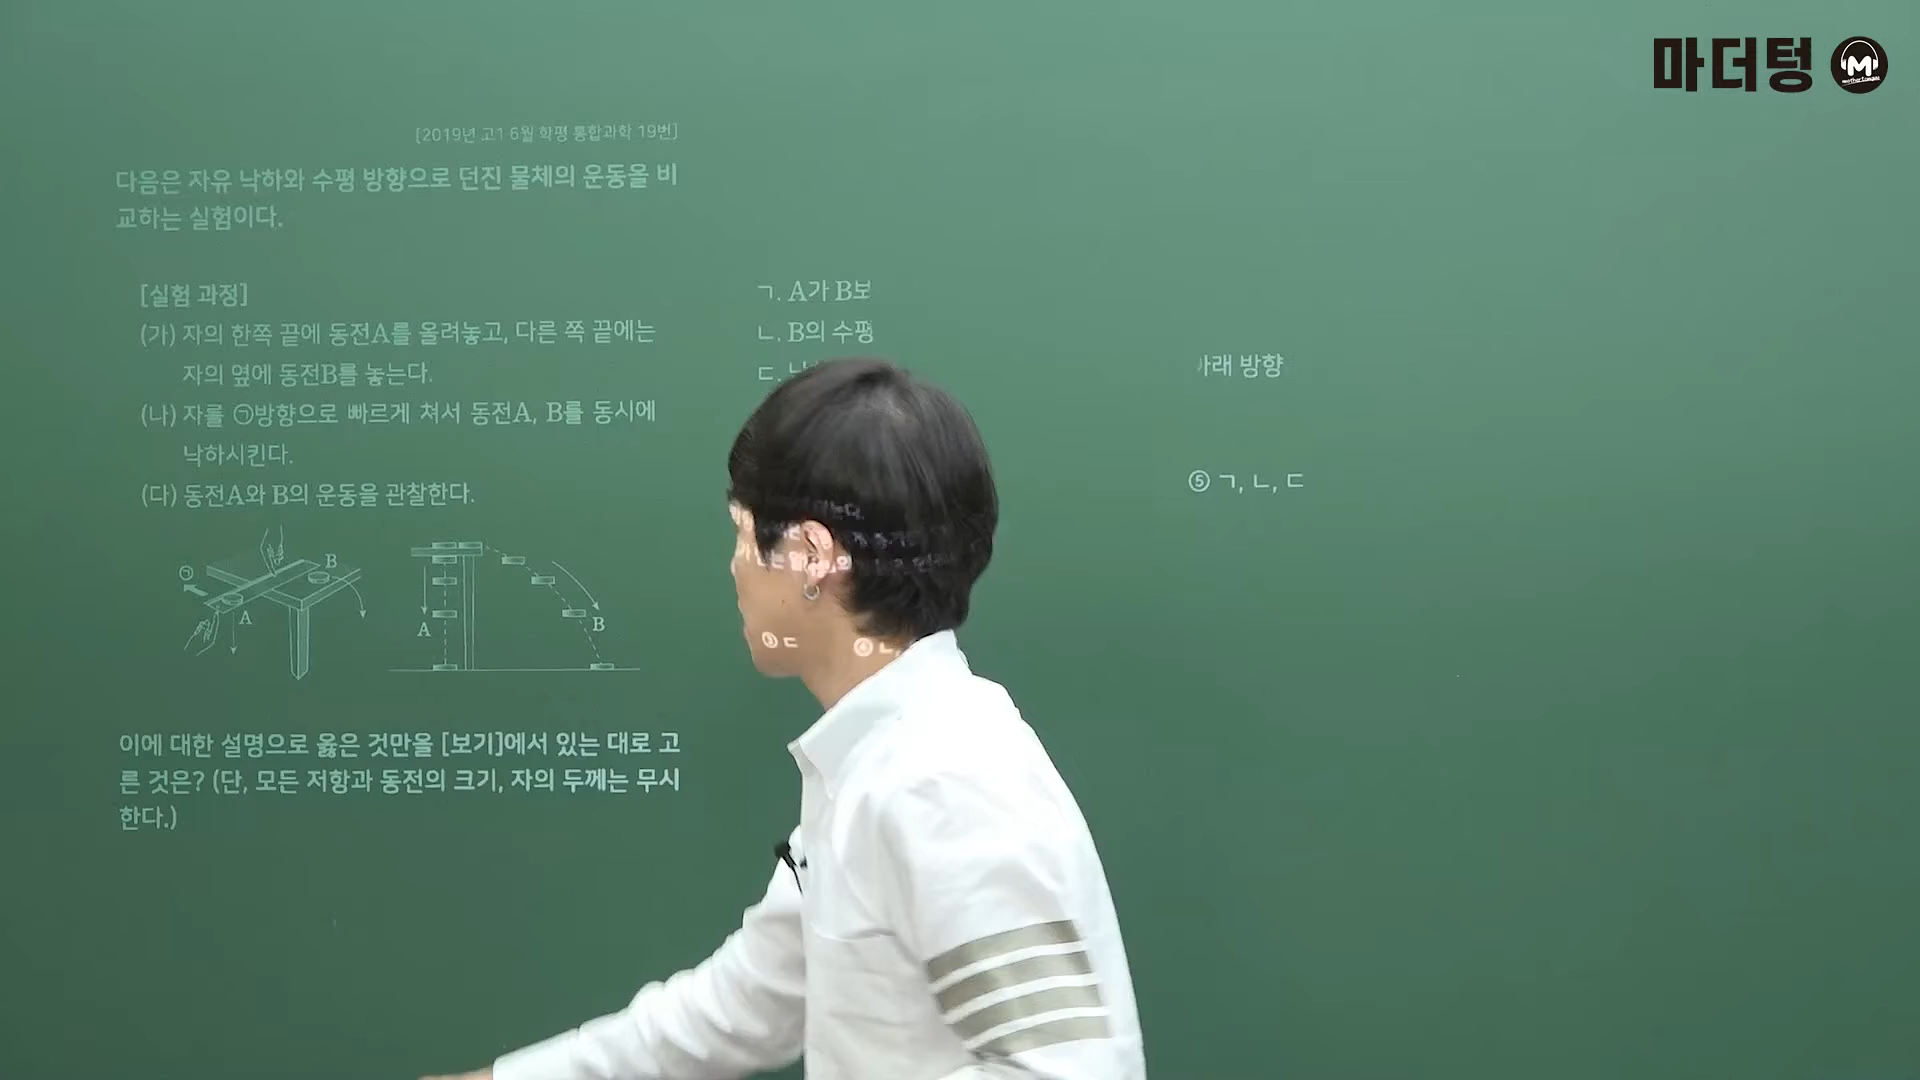 마더텅
[2019년 고1 6월 학평 통합과학 19번]
다음은 자유 낙하와 수평 방향으로 던진 물체의 운동을 비
교하는 실험이다.
[실험 과정]
(가) 자의 한쪽 끝에 동전A를 올려놓고, 다른 쪽 끝에는
자의 옆에 동전B를 놓는다.
(나) 자를 ㉠방향으로 빠르게 쳐서 동전A, B를 동시에
낙하시킨다.
(다) 동전A와 B의 운동을 관찰한다.
㉠
A
B
A
B
이에 대한 설명으로 옳은 것만을 [보기]에서 있는 대로 고
른 것은? (단, 모든 저항과 동전의 크기, 자의 두께는 무시
한다.)
ㄱ. A가 B보
ㄴ. B의 수평
ㄷ.
아래 방향
③ ㄷ
④ ㄴ,
⑤ ㄱ, ㄴ, ㄷ